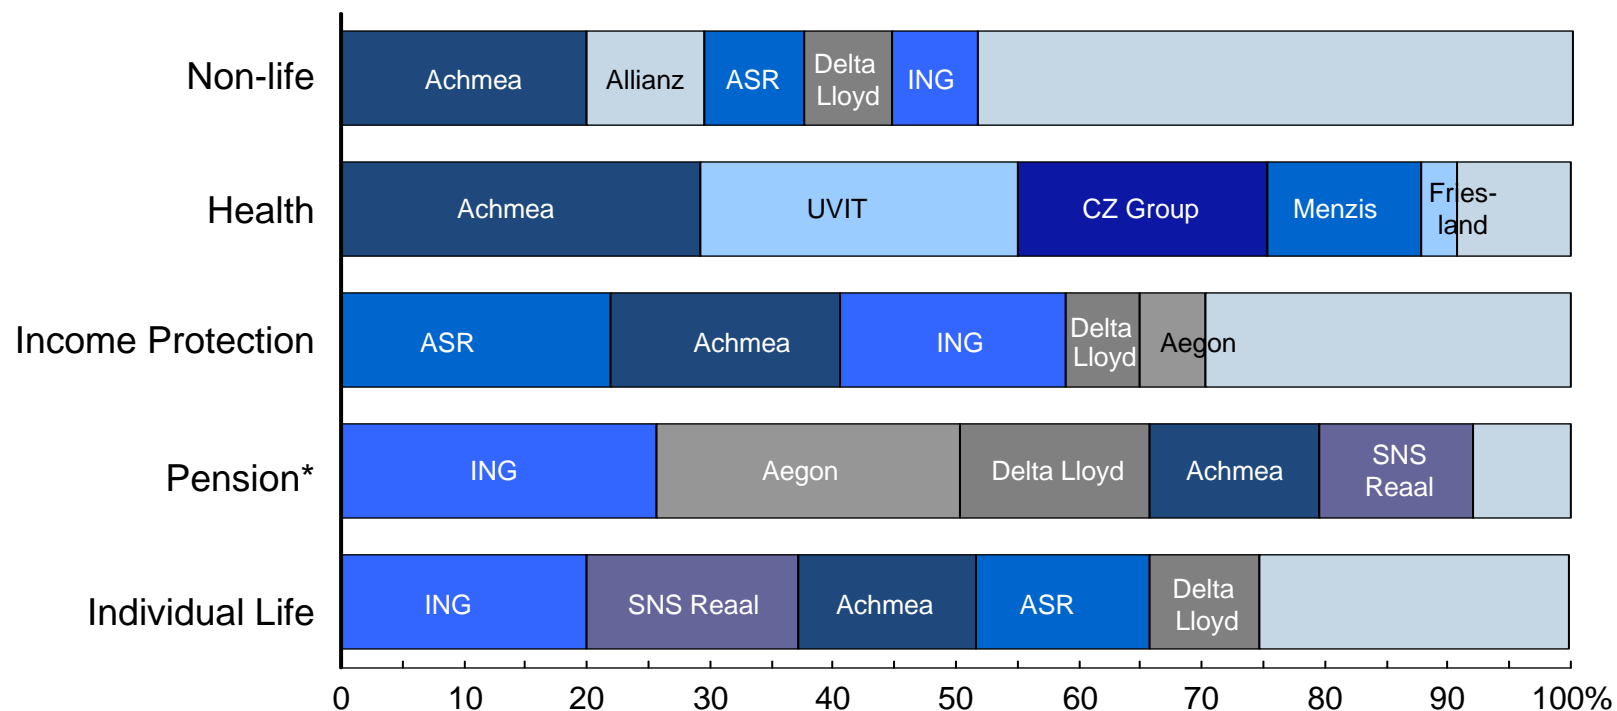 Non-life
Achmea
Allianz
ASR
Delta
Lloyd
ING
Health
Achmea
UVIT
CZ Group
Menzis
Fries-
land
Income Protection
ASR
Achmea
ING
Delta
Lloyd
Aegon
Pension*
ING
Aegon
Delta Lloyd
Achmea
SNS
Reaal
Individual Life
ING
SNS Reaal
Achmea
ASR
Delta
Lloyd
0 10 20 30 40 50 60 70 80 90 100%